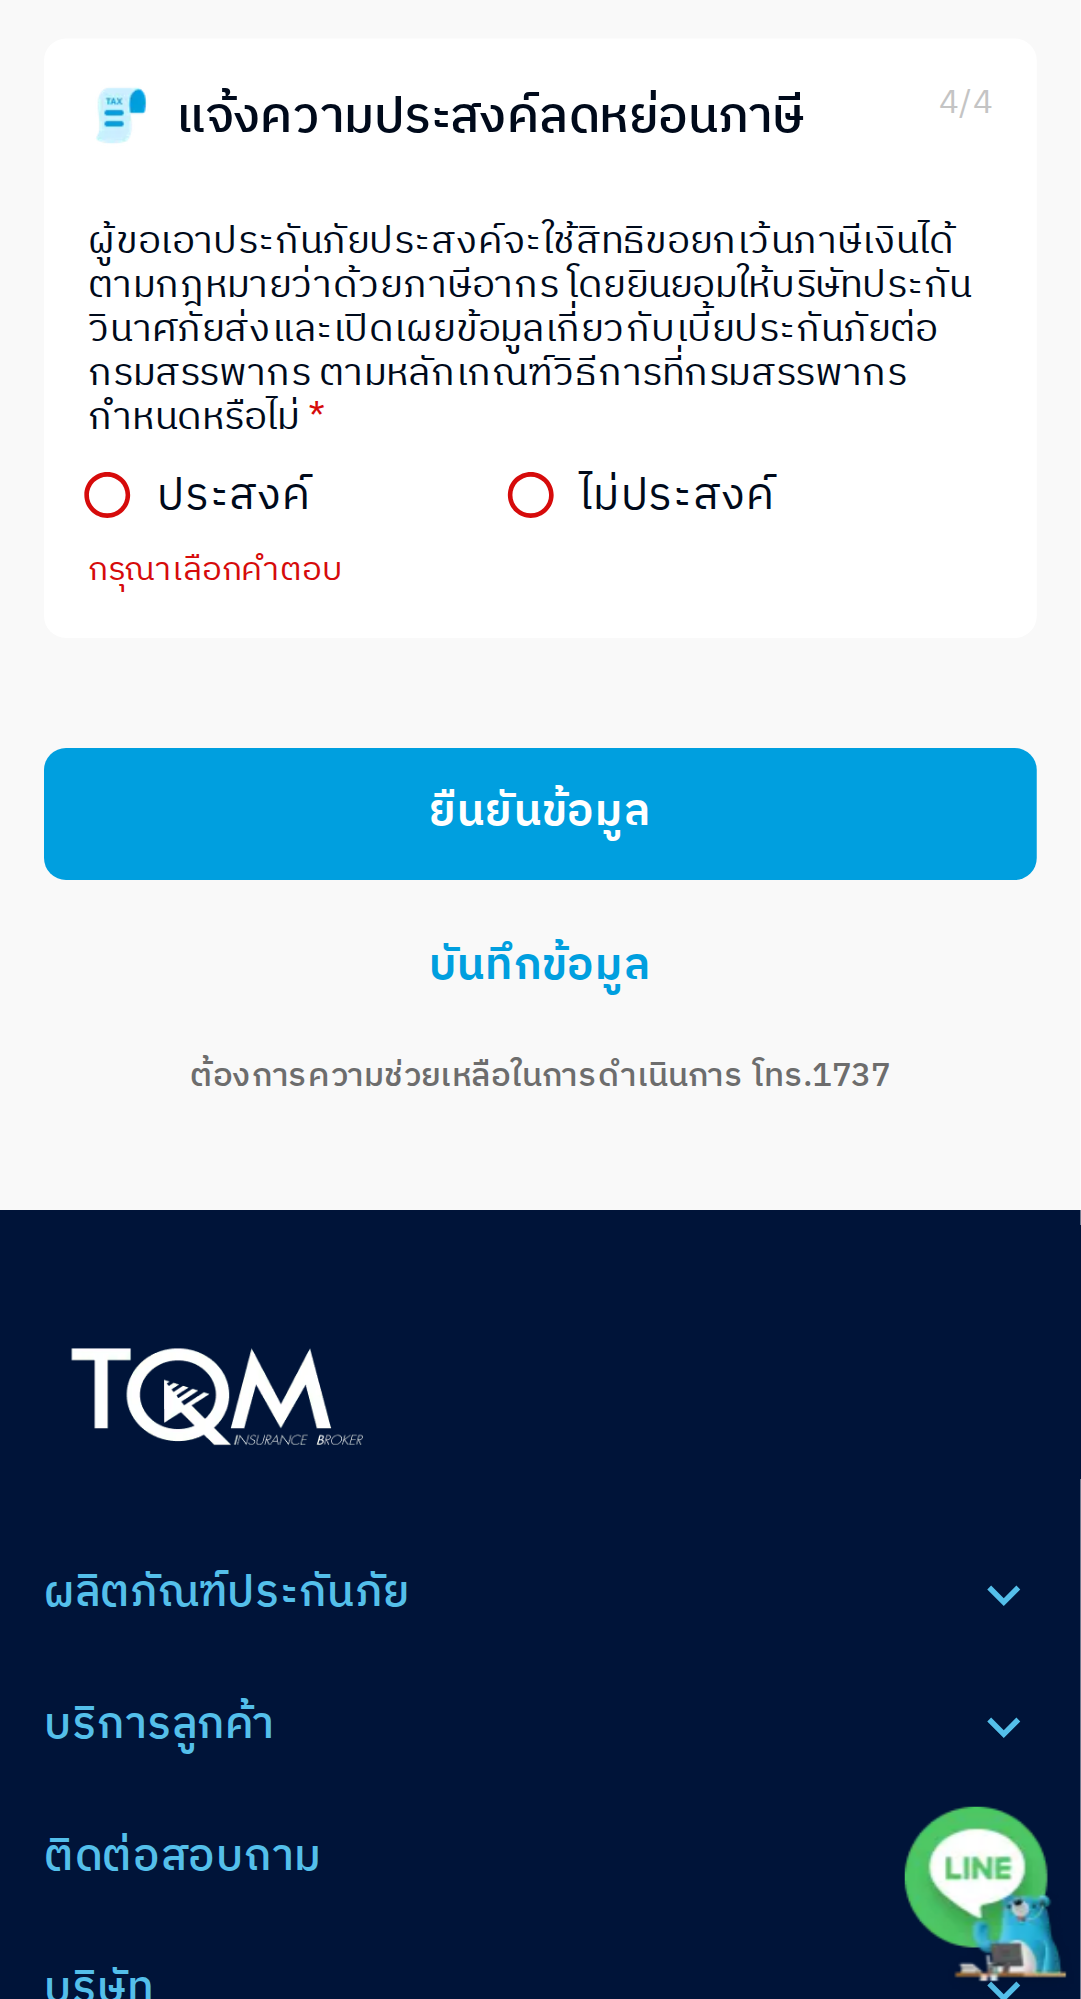 TAX
แจ้งความประสงค์ลดหย่อนภาษี
4/4
ผู้ขอเอาประกันภัยประสงค์จะใช้สิทธิขอยกเว้นภาษีเงินได้
ตามกฎหมายว่าด้วยภาษีอากร โดยยินยอมให้บริษัทประกัน
วินาศภัยส่งและเปิดเผยข้อมูลเกี่ยวกับเบี้ยประกันภัยต่อ
กรมสรรพากร ตามหลักเกณฑ์วิธีการที่กรมสรรพากร
กำหนดหรือไม่ *
ประสงค์
ไม่ประสงค์
กรุณาเลือกคำตอบ
ยืนยันข้อมูล
บันทึกข้อมูล
ต้องการความช่วยเหลือในการดำเนินการ โทร.1737
TQM
INSURANCE BROKER
ผลิตภัณฑ์ประกันภัย
บริการลูกค้า
ติดต่อสอบถาม
LINE
บริษัท